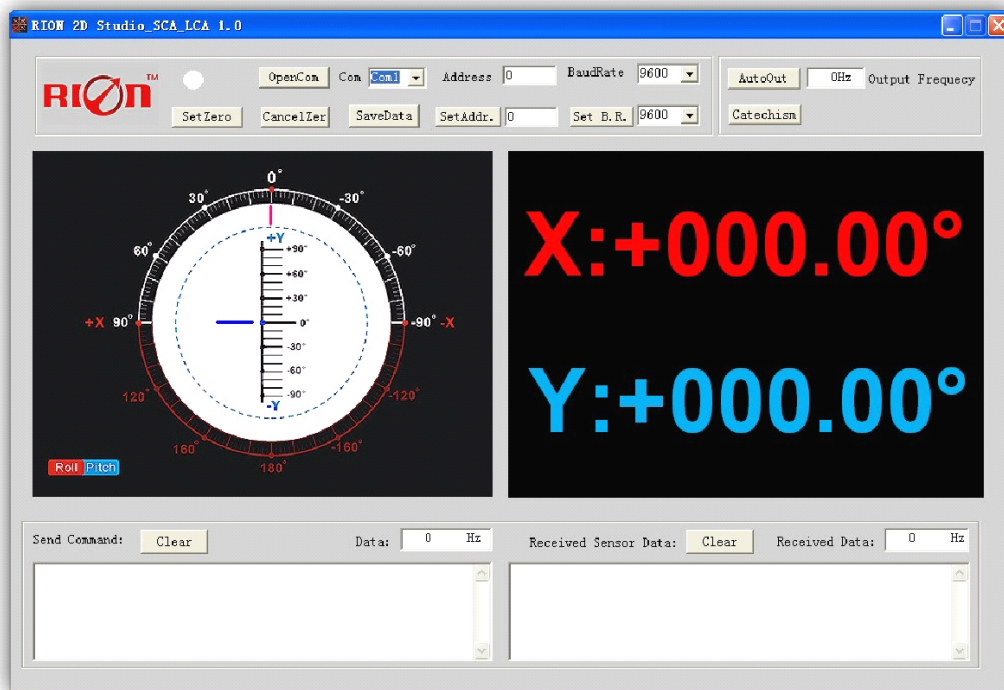 RION 2D Studio_SCA_LCA 1.0
RION™
OpenCom Com Com1 Address 0 BaudRate 9600
SetZero CancelZer SaveData SetAddr. 0 Set B.R. 9600
AutoOut 0Hz Output Frequecy
Catechism
0°
30° -30°
60° -60°
+X 90° -90° -X
120° -120°
160° -160°
180°
+Y
+90°
+60°
+30°
0°
-30°
-60°
-90°
-Y
Roll Pitch
X:+000.00°
Y:+000.00°
Send Command: Clear Data: 0 Hz
Received Sensor Data: Clear Received Data: 0 Hz